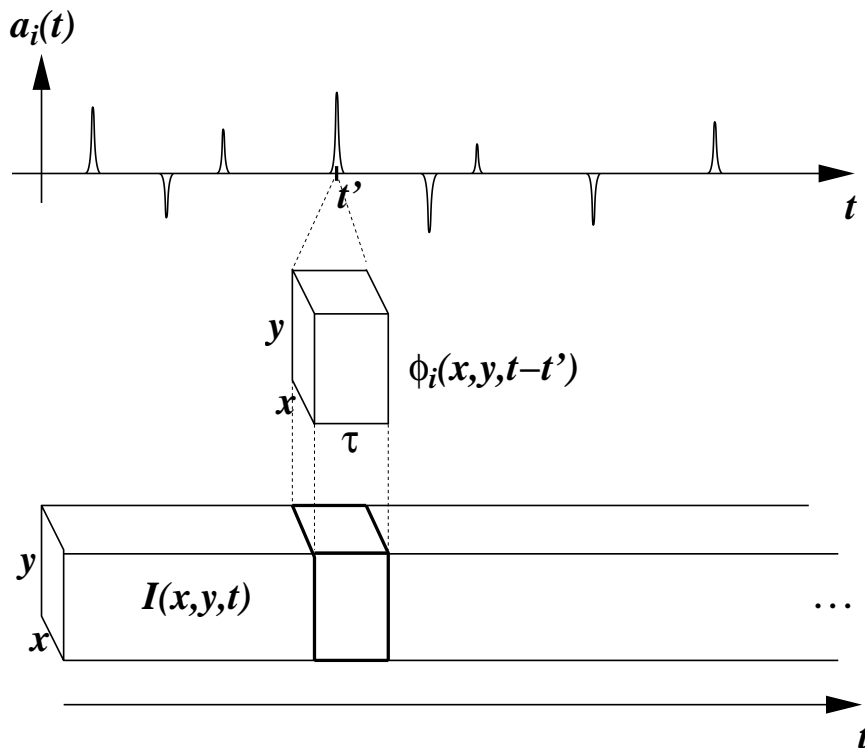 aᵢ(t)
t’
t
y
ϕᵢ(x,y,t–t’)
x
τ
y
I(x,y,t)
...
x
t